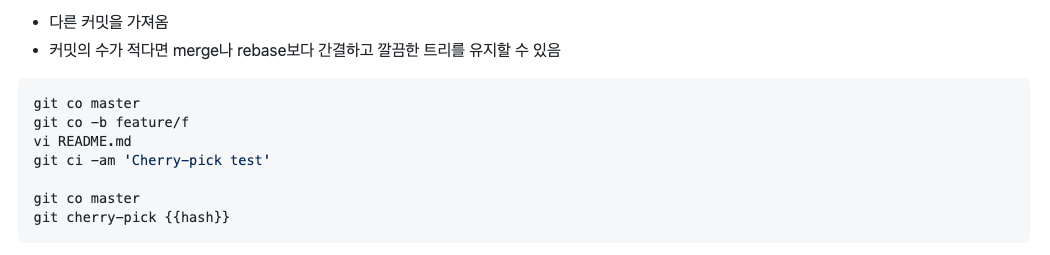 다른 커밋을 가져옴
커밋의 수가 적다면 merge나 rebase보다 간결하고 깔끔한 트리를 유지할 수 있음
git co master
git co -b feature/f
vi README.md
git ci -am 'Cherry-pick test'
git co master
git cherry-pick {{hash}}